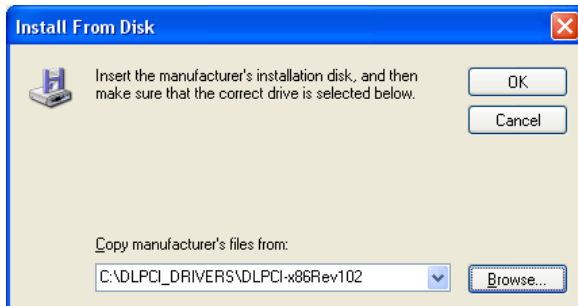 Install From Disk
Insert the manufacturer's installation disk, and then
make sure that the correct drive is selected below.
OK
Cancel
Copy manufacturer's files from:
C:\DLPCI_DRIVERS\DLPCI-x86Rev102
Browse...